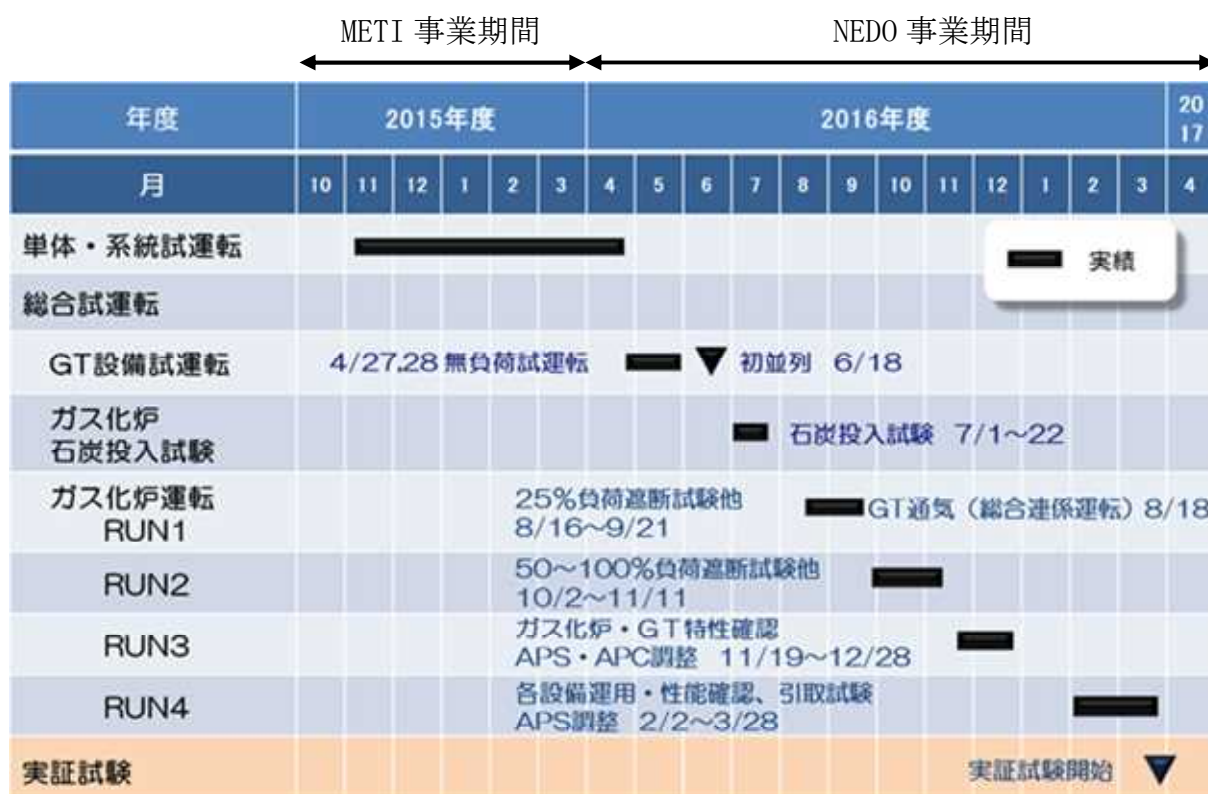 METI 事業期間 NEDO 事業期間
年度 2015年度 2016年度 20
17
月 10 11 12 1 2 3 4 5 6 7 8 9 10 11 12 1 2 3 4
単体・系統試運転
実績
総合試運転
GT設備試運転 4/27,28 無負荷試運転 初並列 6/18
ガス化炉
石炭投入試験
石炭投入試験 7/1～22
ガス化炉運転
RUN1
25%負荷遮断試験他
8/16～9/21
GT通気（総合連係運転）8/18
RUN2
50～100%負荷遮断試験他
10/2～11/11
RUN3
ガス化炉・GT特性確認
APS・APC調整 11/19～12/28
RUN4
各設備運用・性能確認、引取試験
APS調整 2/2～3/28
実証試験 実証試験開始